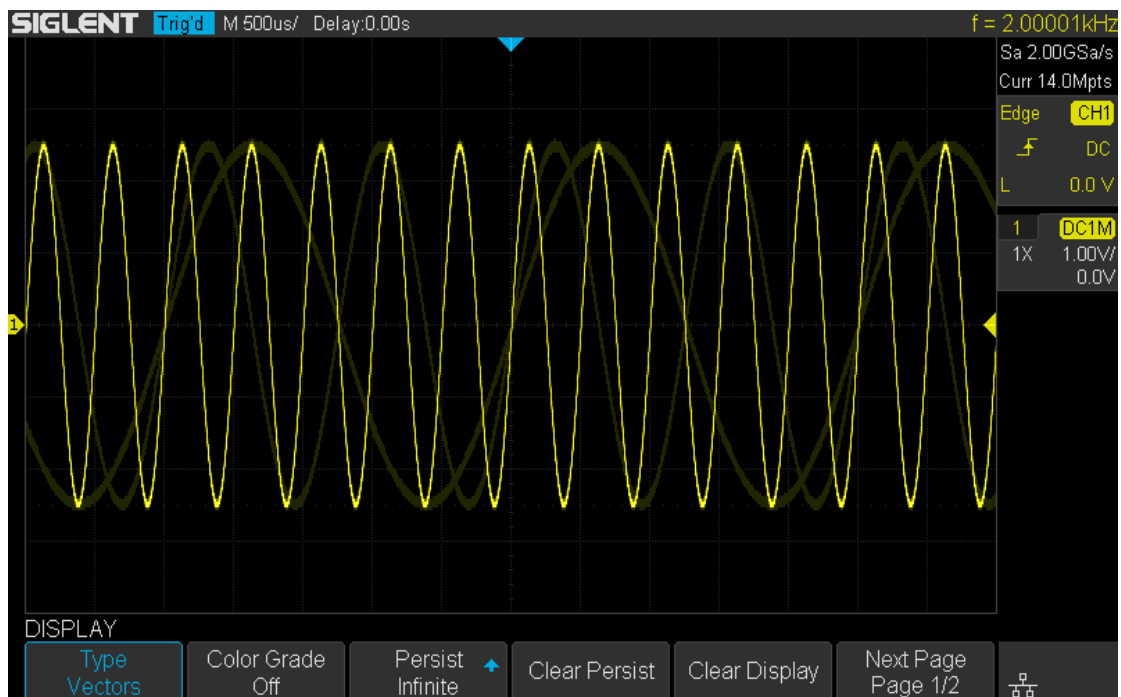 SIGLENT Trig'd M 500us/ Delay:0.00s f = 2.00001kHz
Sa 2.00GSa/s
Curr 14.0Mpts
Edge CH1
DC
L 0.0 V
1 DC1M
1X 1.00V/
0.0V
1
DISPLAY
Type Vectors
Color Grade Off
Persist Infinite
Clear Persist
Clear Display
Next Page Page 1/2